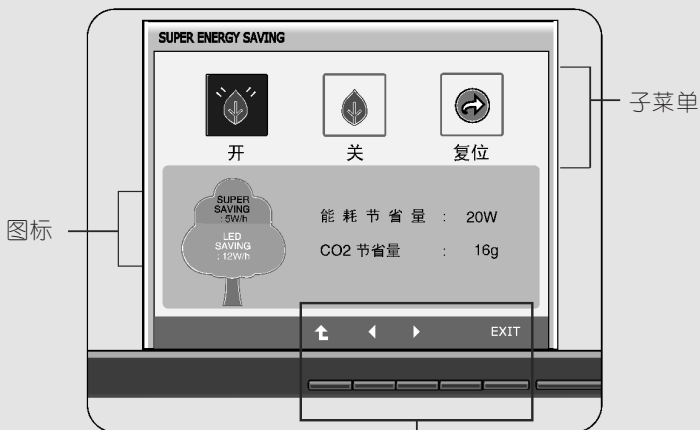 SUPER ENERGY SAVING
开 关 复位
子菜单
图标
SUPER
SAVING
: 5W/h
LED
SAVING
: 12W/h
能耗节省量 : 20W
CO2 节省量 : 16g
EXIT